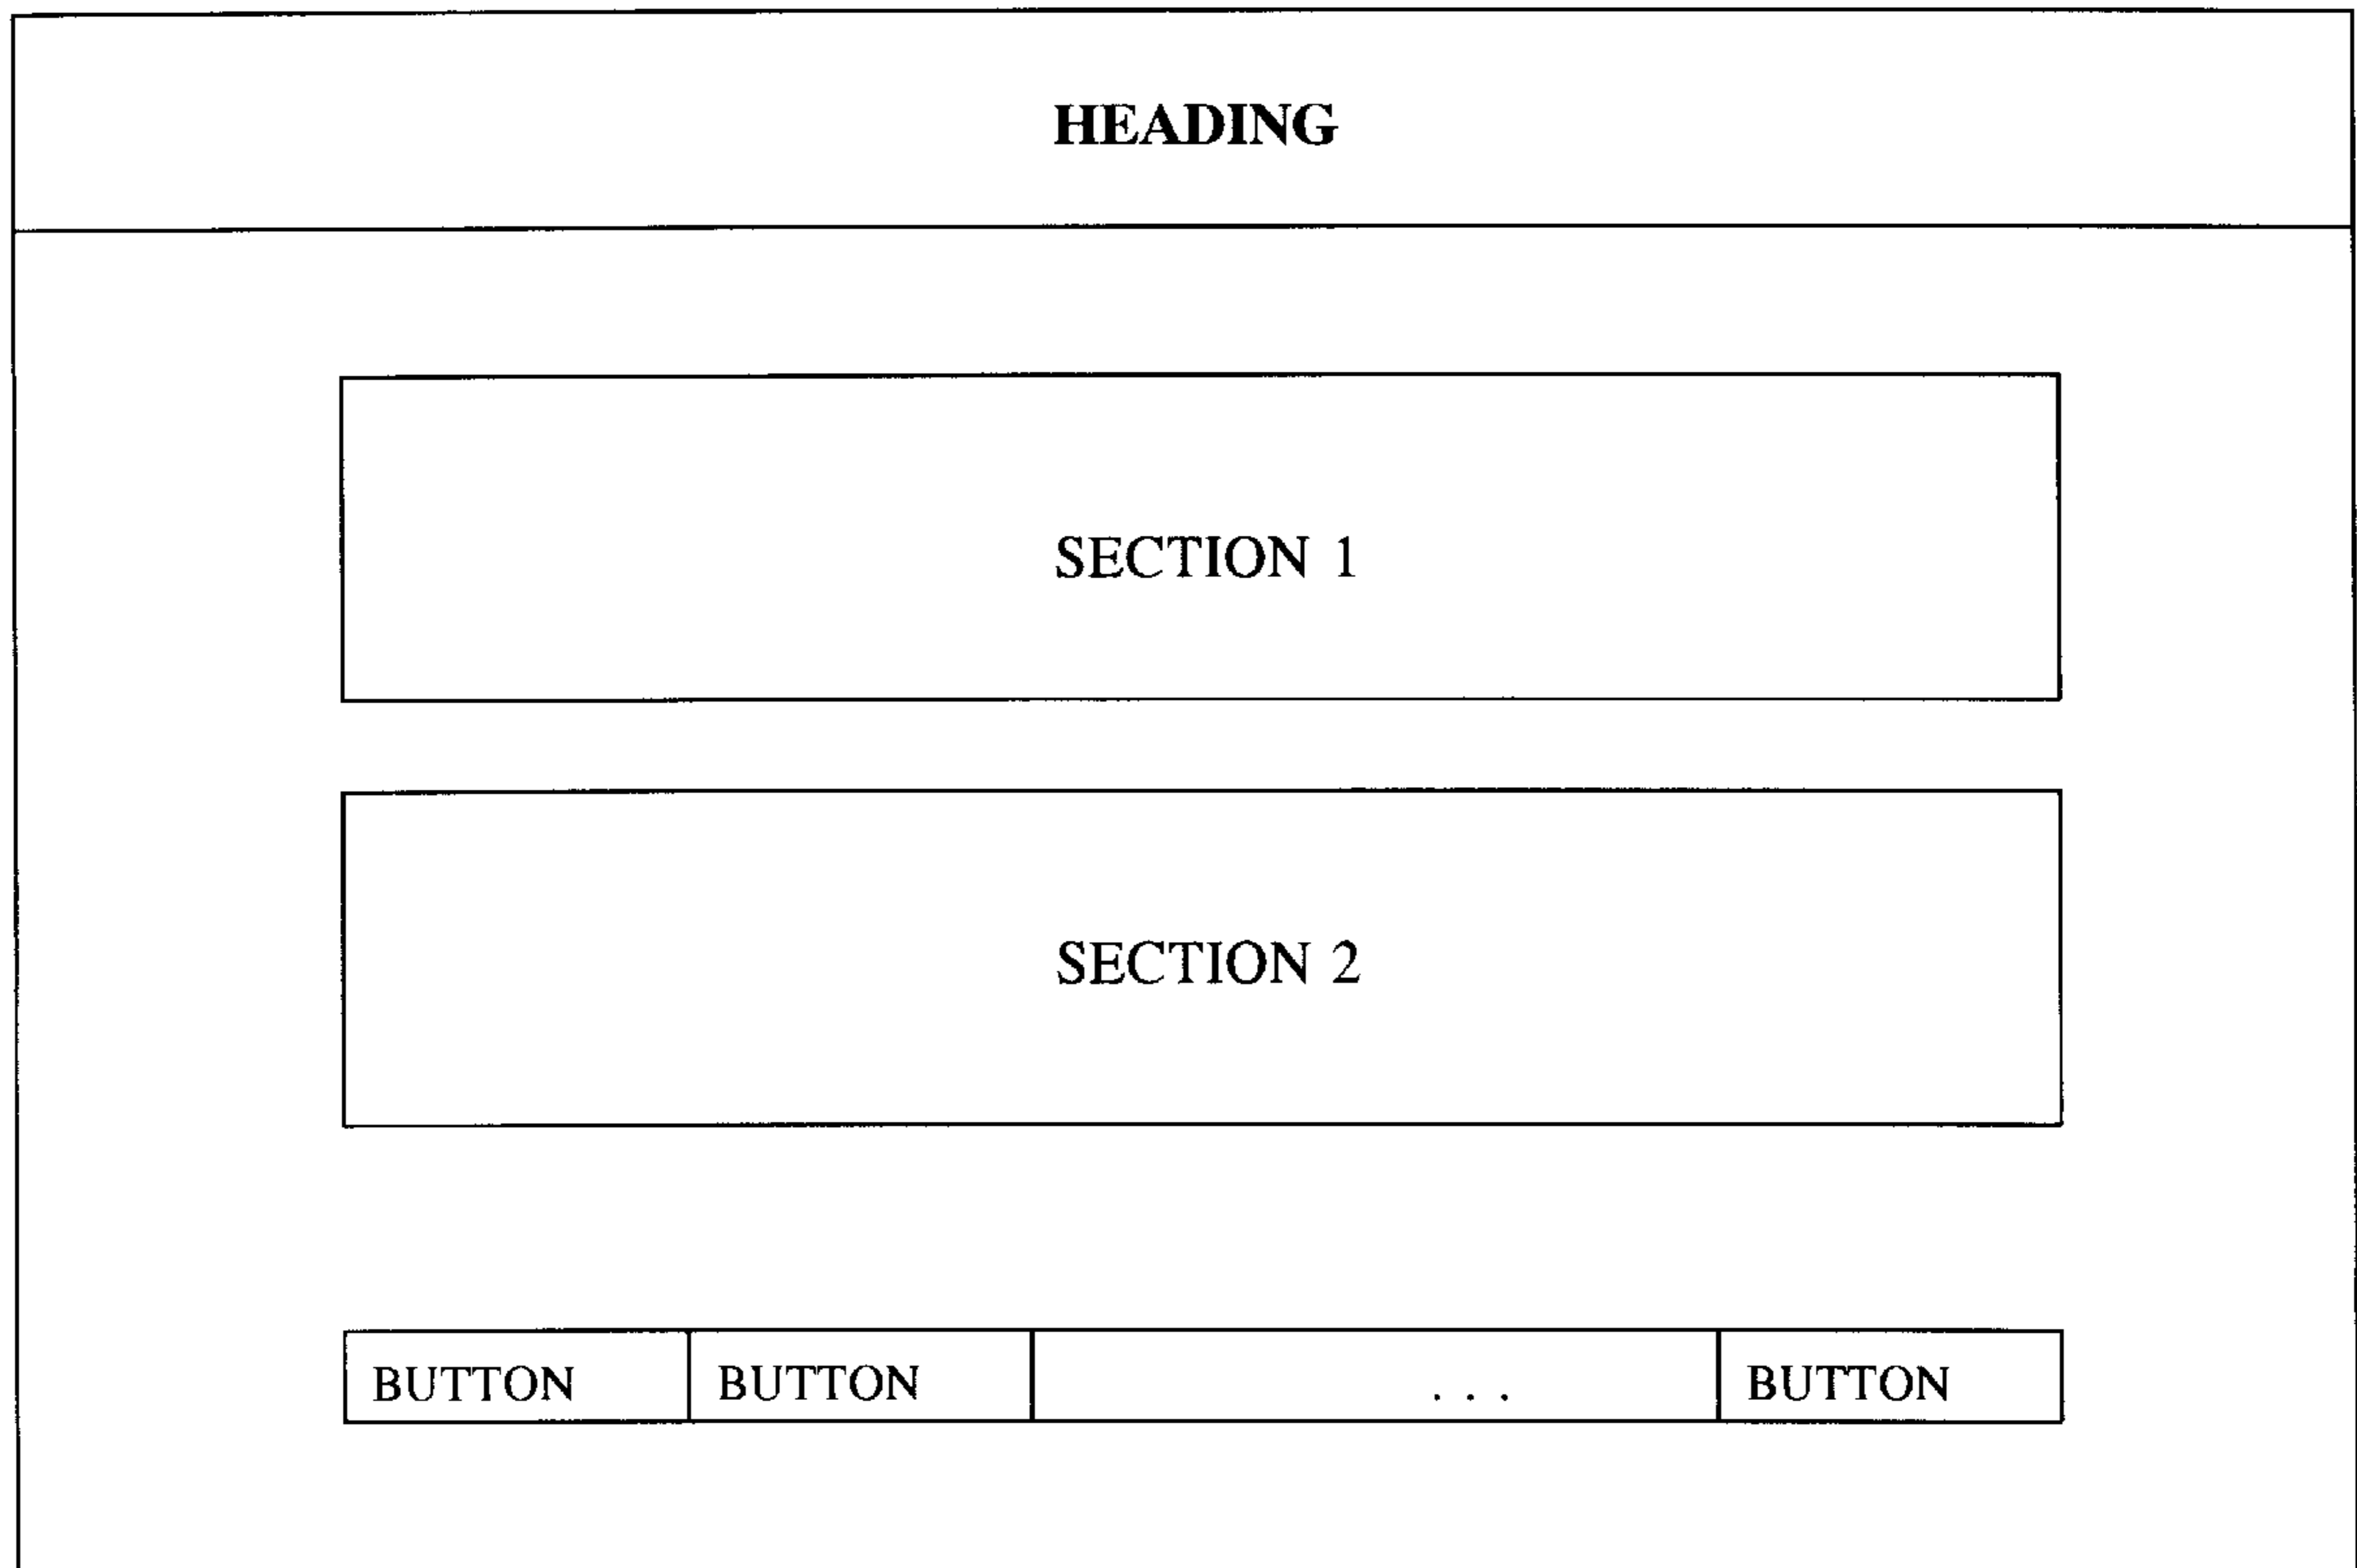 HEADING
SECTION 1
SECTION 2
BUTTON BUTTON . . . BUTTON